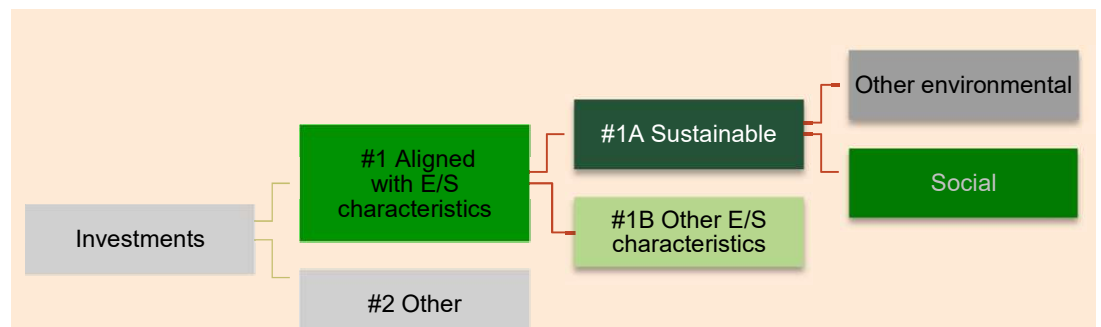 Investments
#1 Aligned
with E/S
characteristics
#2 Other
#1A Sustainable
#1B Other E/S
characteristics
Other environmental
Social